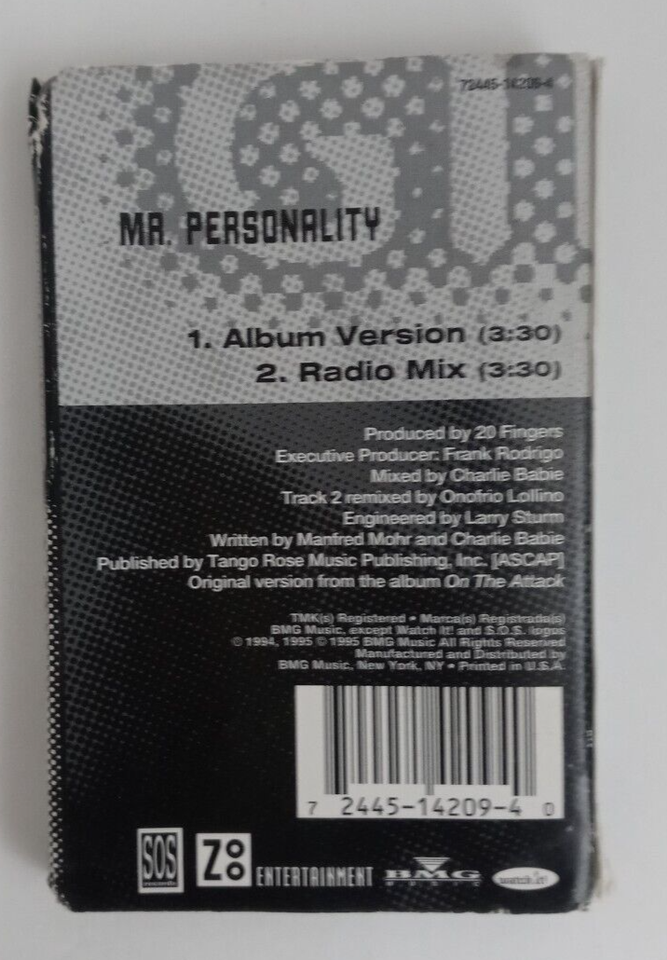 72445-14209-4
GI
MR. PERSONALITY
1. Album Version (3:30)
2. Radio Mix (3:30)
Produced by 20 Fingers
Executive Producer: Frank Rodrigo
Mixed by Charlie Babie
Track 2 remixed by Onofrio Lollino
Engineered by Larry Sturm
Written by Manfred Mohr and Charlie Babie
Published by Tango Rose Music Publishing, Inc. [ASCAP]
Original version from the album On The Attack
TMK(s) Registered • Marca(s) Registrada(s)
BMG Music, except Watch It! and S.O.S. logos
© 1994, 1995 © 1995 BMG Music All Rights Reserved
Manufactured and Distributed by
BMG Music, New York, NY • Printed in U.S.A.
7 2445-14209-4 0
SOS
records
Zoo
ENTERTAINMENT
BMG
MUSIC
watch it!